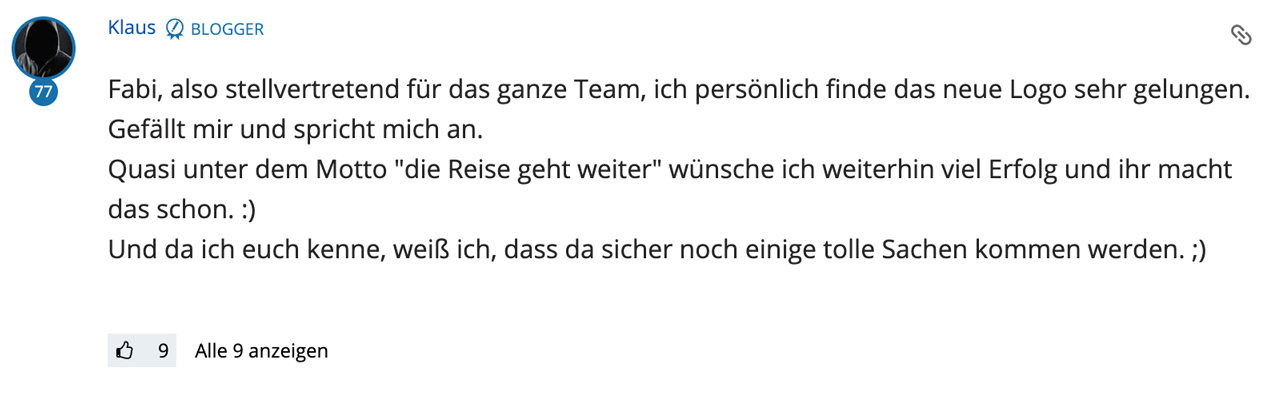 Klaus BLOGGER
77
Fabi, also stellvertretend für das ganze Team, ich persönlich finde das neue Logo sehr gelungen.
Gefällt mir und spricht mich an.
Quasi unter dem Motto "die Reise geht weiter" wünsche ich weiterhin viel Erfolg und ihr macht
das schon. :)
Und da ich euch kenne, weiß ich, dass da sicher noch einige tolle Sachen kommen werden. ;)
9 Alle 9 anzeigen